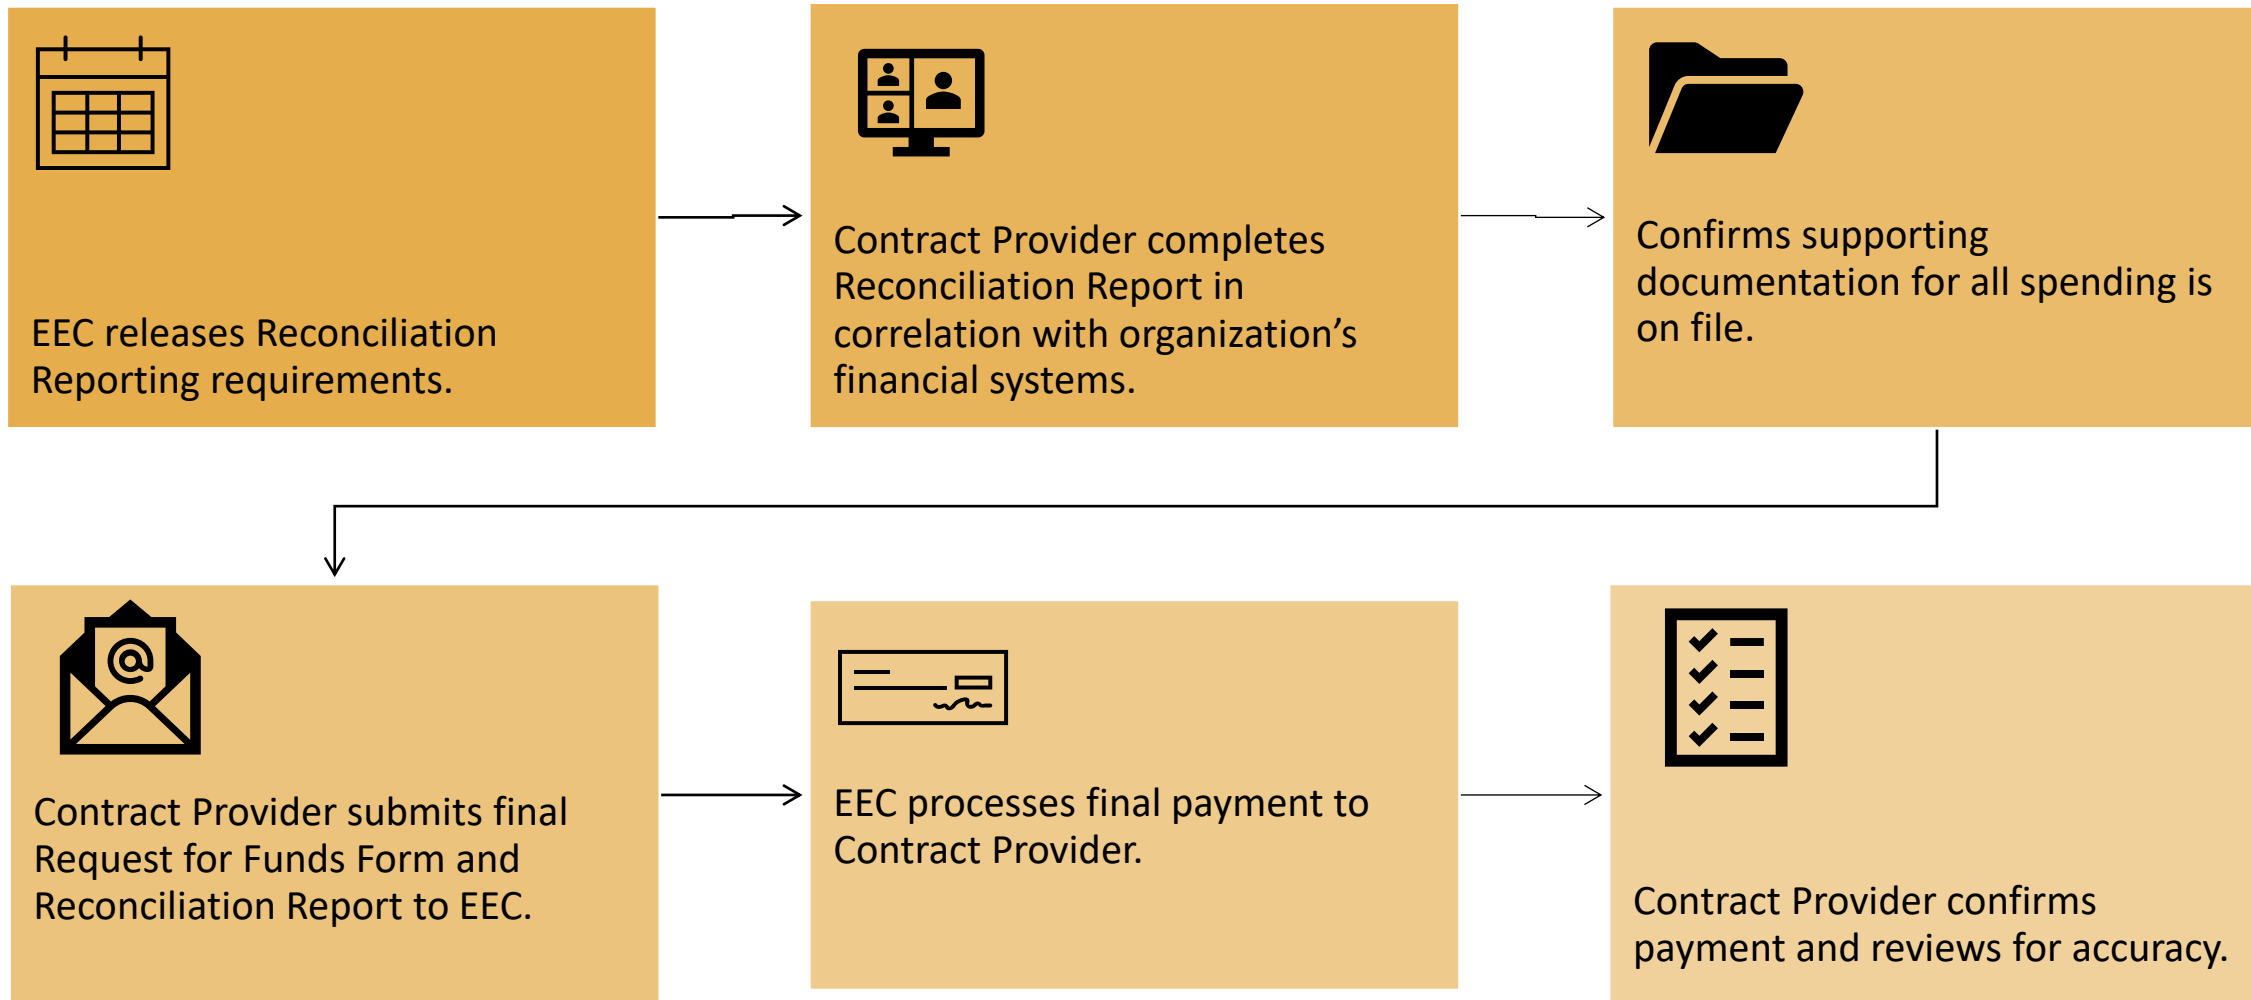 EEC releases Reconciliation
Reporting requirements.
Contract Provider completes
Reconciliation Report in
correlation with organization’s
financial systems.
Confirms supporting
documentation for all spending is
on file.
@
Contract Provider submits final
Request for Funds Form and
Reconciliation Report to EEC.
EEC processes final payment to
Contract Provider.
Contract Provider confirms
payment and reviews for accuracy.